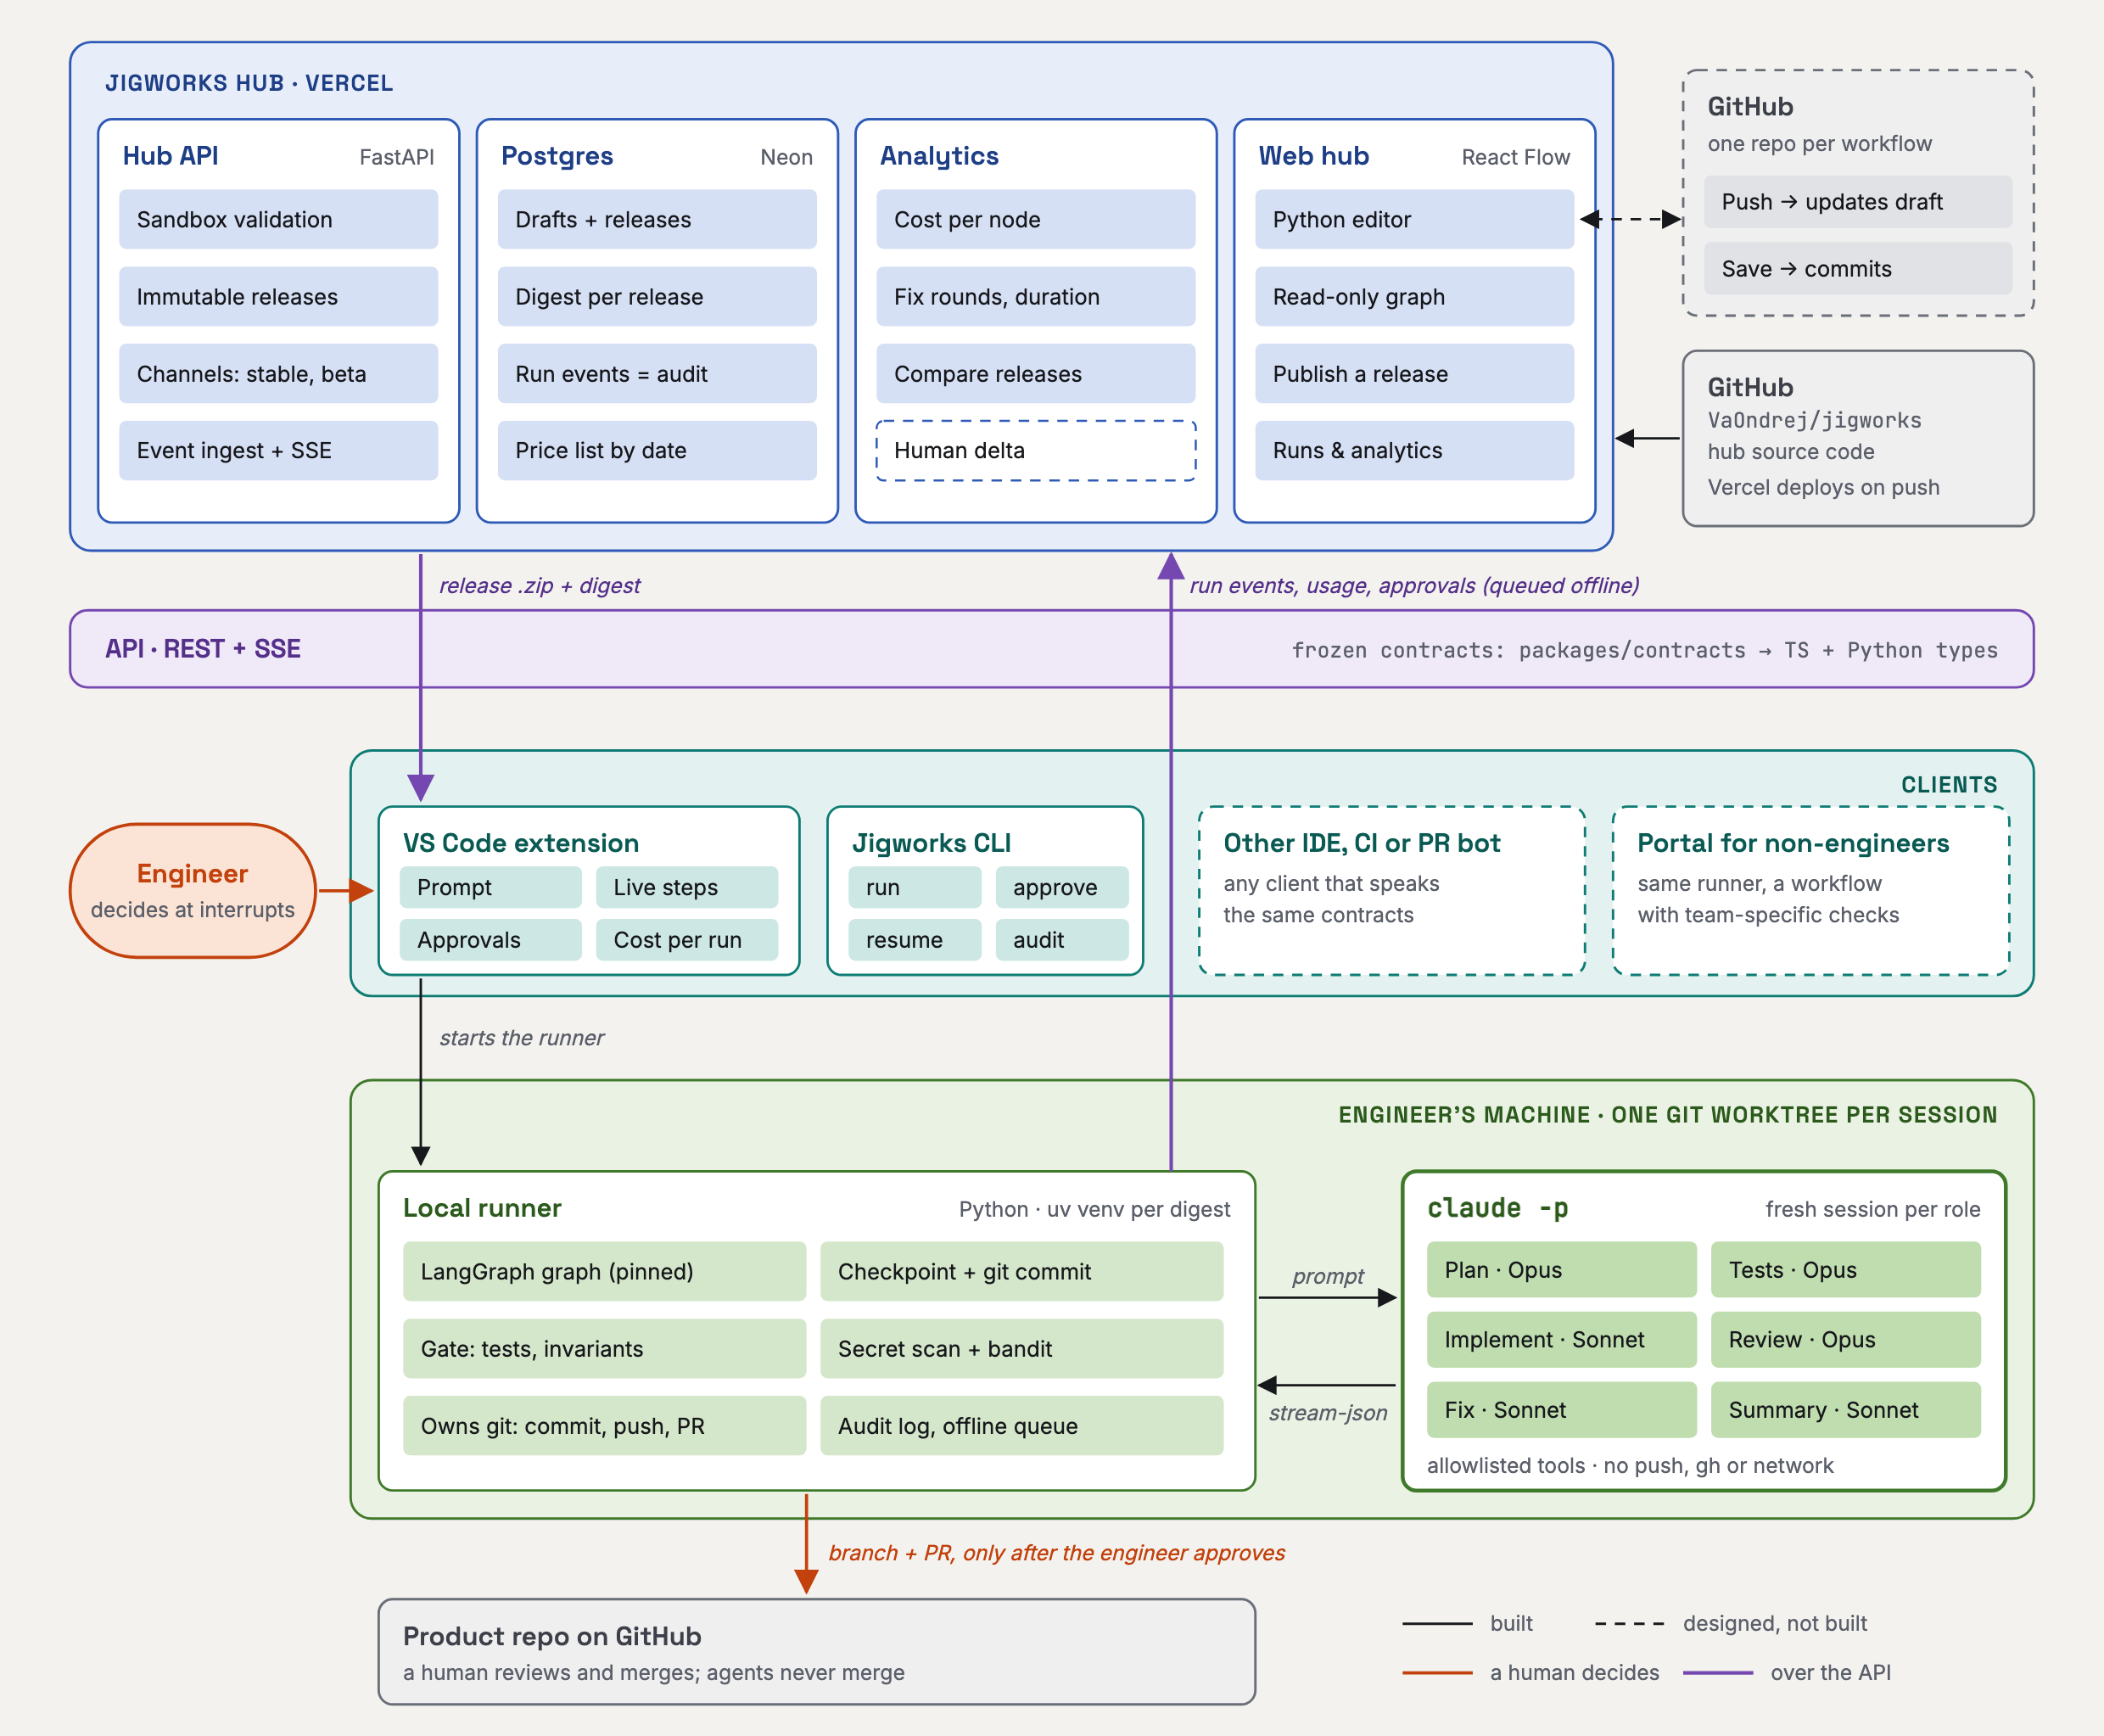 JIGWORKS HUB · VERCEL
Hub API
FastAPI
Sandbox validation
Immutable releases
Channels: stable, beta
Event ingest + SSE
Postgres
Neon
Drafts + releases
Digest per release
Run events = audit
Price list by date
Analytics
Cost per node
Fix rounds, duration
Compare releases
Human delta
Web hub
React Flow
Python editor
Read-only graph
Publish a release
Runs & analytics
GitHub
one repo per workflow
Push → updates draft
Save → commits
GitHub
VaOndrej/jigworks
hub source code
Vercel deploys on push
release .zip + digest
run events, usage, approvals (queued offline)
API · REST + SSE
frozen contracts: packages/contracts → TS + Python types
CLIENTS
Engineer
decides at interrupts
VS Code extension
Prompt
Live steps
Approvals
Cost per run
Jigworks CLI
run
approve
resume
audit
Other IDE, CI or PR bot
any client that speaks
the same contracts
Portal for non-engineers
same runner, a workflow
with team-specific checks
starts the runner
ENGINEER'S MACHINE · ONE GIT WORKTREE PER SESSION
Local runner
Python · uv venv per digest
LangGraph graph (pinned)
Checkpoint + git commit
Gate: tests, invariants
Secret scan + bandit
Owns git: commit, push, PR
Audit log, offline queue
prompt
stream-json
claude -p
fresh session per role
Plan · Opus
Tests · Opus
Implement · Sonnet
Review · Opus
Fix · Sonnet
Summary · Sonnet
allowlisted tools · no push, gh or network
branch + PR, only after the engineer approves
Product repo on GitHub
a human reviews and merges; agents never merge
built
designed, not built
a human decides
over the API